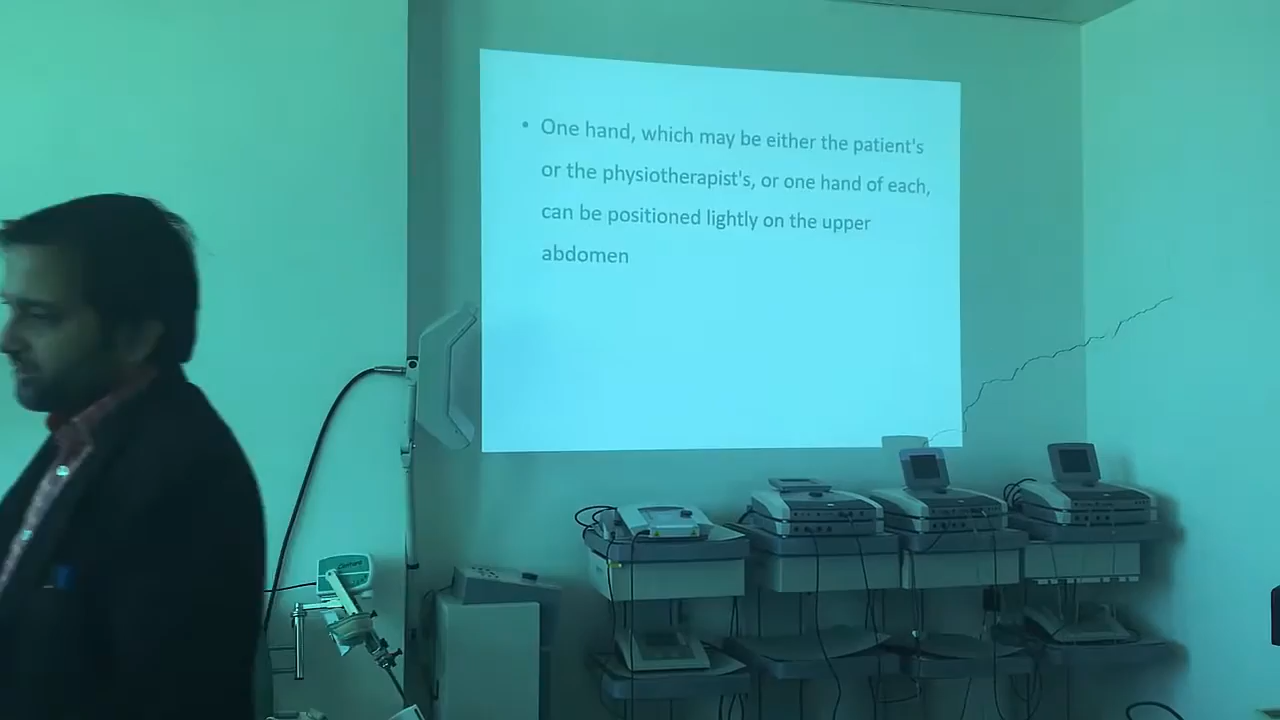 • One hand, which may be either the patient's
or the physiotherapist's, or one hand of each,
can be positioned lightly on the upper
abdomen